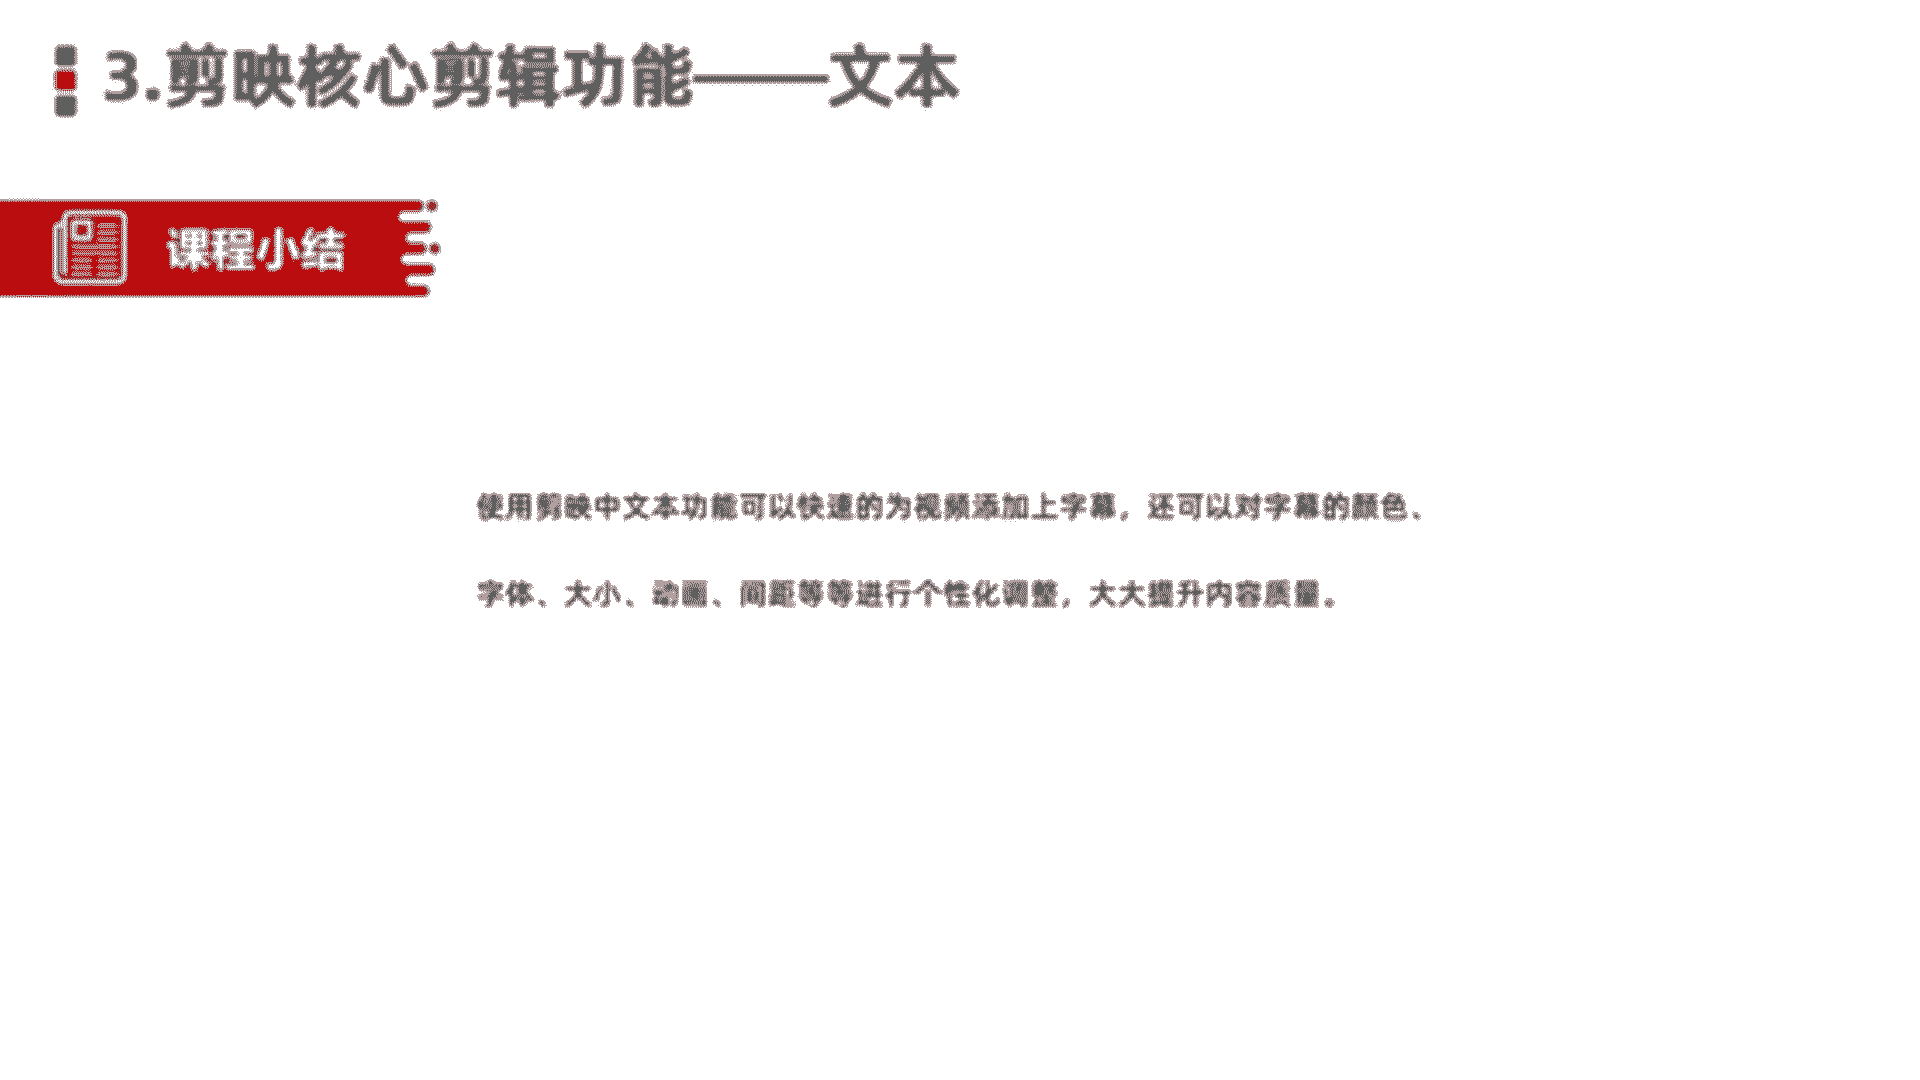 3.剪映核心剪辑功能——文本
课程小结
使用剪映中文本功能可以快速的为视频添加上字幕，还可以对字幕的颜色、
字体、大小、动画、间距等等进行个性化调整，大大提升内容质量。